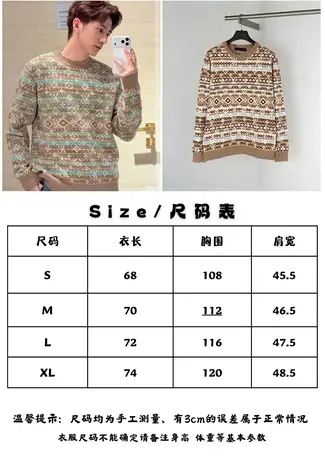 Size/尺码表
尺码 衣长 胸围 肩宽
S 68 108 45.5
M 70 112 46.5
L 72 116 47.5
XL 74 120 48.5
温馨提示：尺码均为手工测量、有3cm的误差属于正常情况
衣服尺码不能确定请备注身高 体重等基本参数